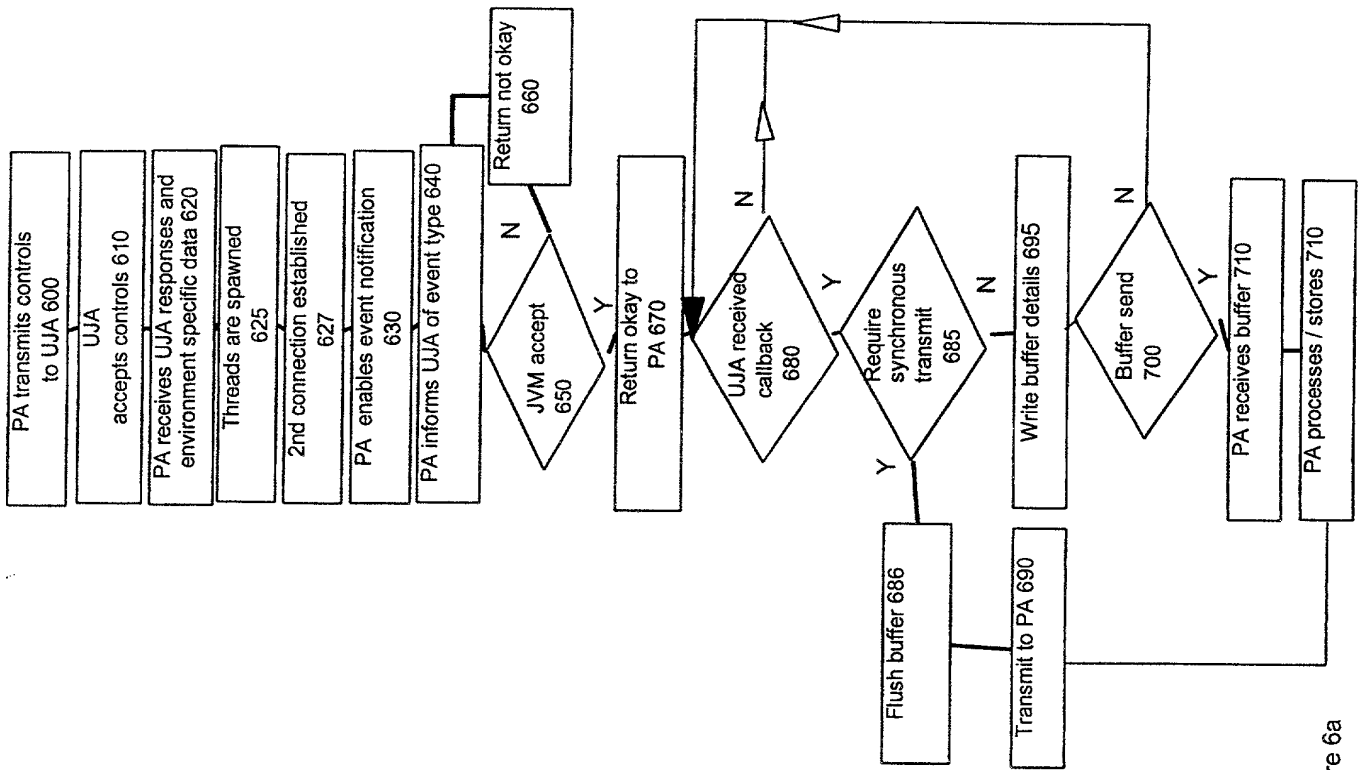 PA transmits controls
to UJA 600
UJA
accepts controls 610
PA receives UJA responses and
environment specific data 620
Threads are spawned
625
2nd connection established
627
PA enables event notification
630
PA informs UJA of event type 640
Return not okay
660
N
JVM accept
650
Y
Return okay to
PA 670
UJA received
callback
680
N
Y
Require
synchronous
transmit
685
Y
N
Flush buffer 686
Transmit to PA 690
Write buffer details 695
Buffer send
700
N
Y
PA receives buffer 710
PA processes / stores 710
re 6a